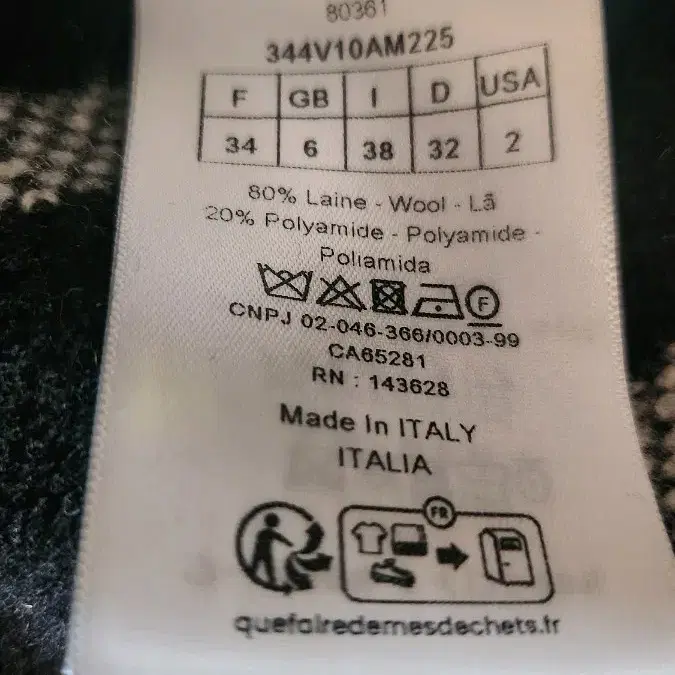 80361
344V10AM225
F GB I D USA
34 6 38 32 2
80% Laine - Wool - Lã
20% Polyamide - Polyamide -
Poliamida
F
CNPJ 02-046-366/0003-99
CA65281
RN : 143628
Made In ITALY
ITALIA
FR
quefairedemesdechets.fr